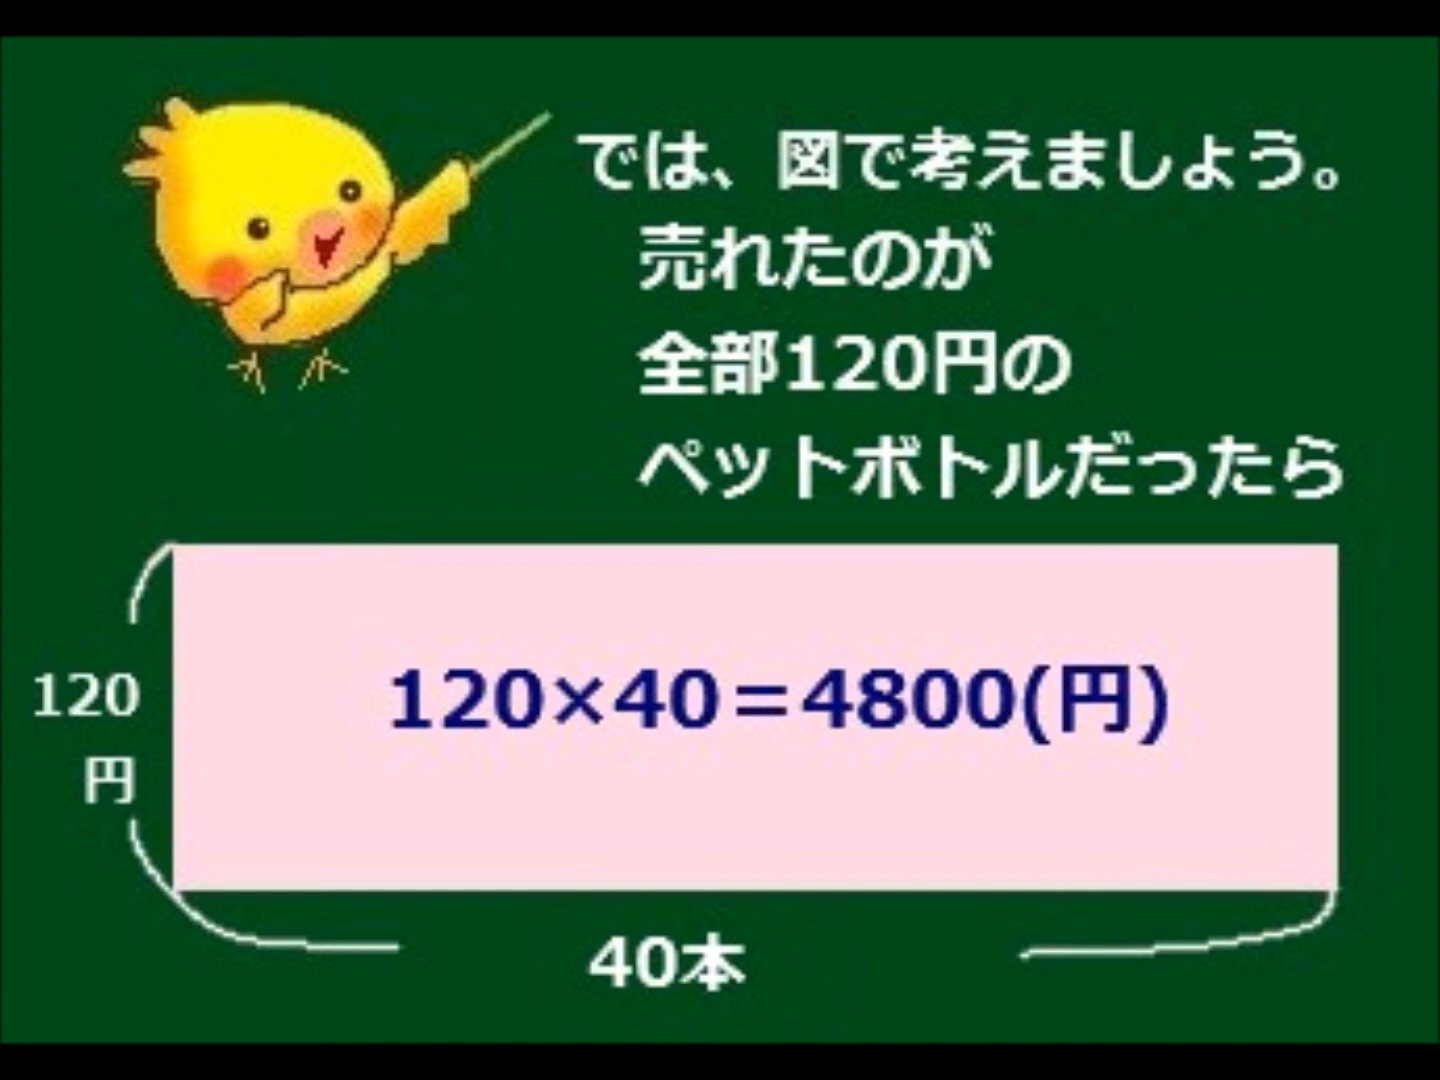 では、図で考えましょう。
売れたのが
全部120円の
ペットボトルだったら
120×40＝4800(円)
120
円
40本